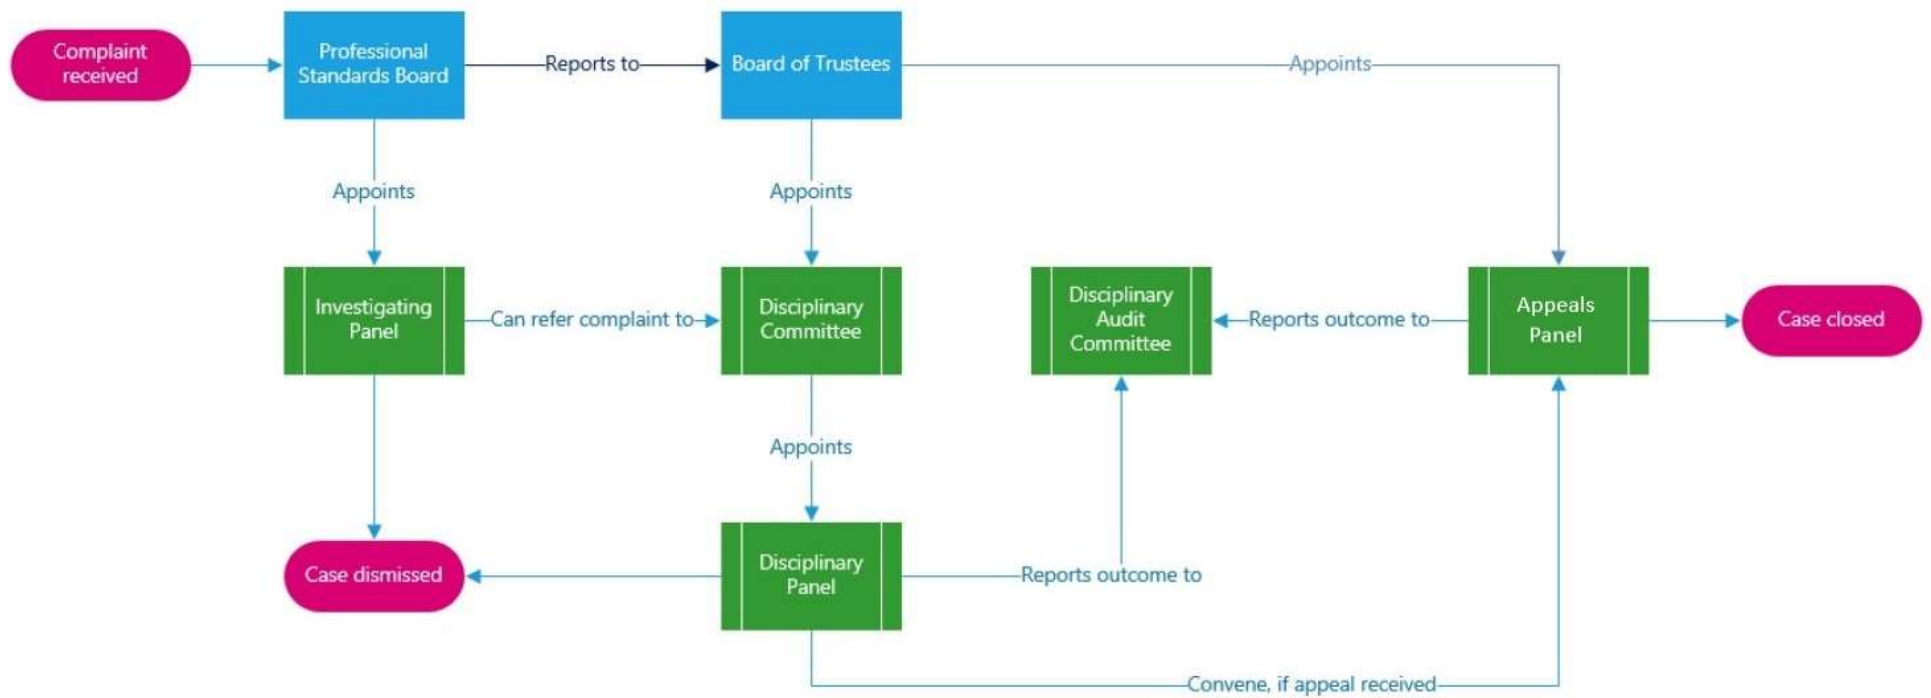 Complaint
received
Professional
Standards Board
Reports to
Board of Trustees
Appoints
Appoints
Appoints
Investigating
Panel
Can refer complaint to
Disciplinary
Committee
Disciplinary
Audit
Committee
Reports outcome to
Appeals
Panel
Case closed
Appoints
Case dismissed
Disciplinary
Panel
Reports outcome to
Convene, if appeal received